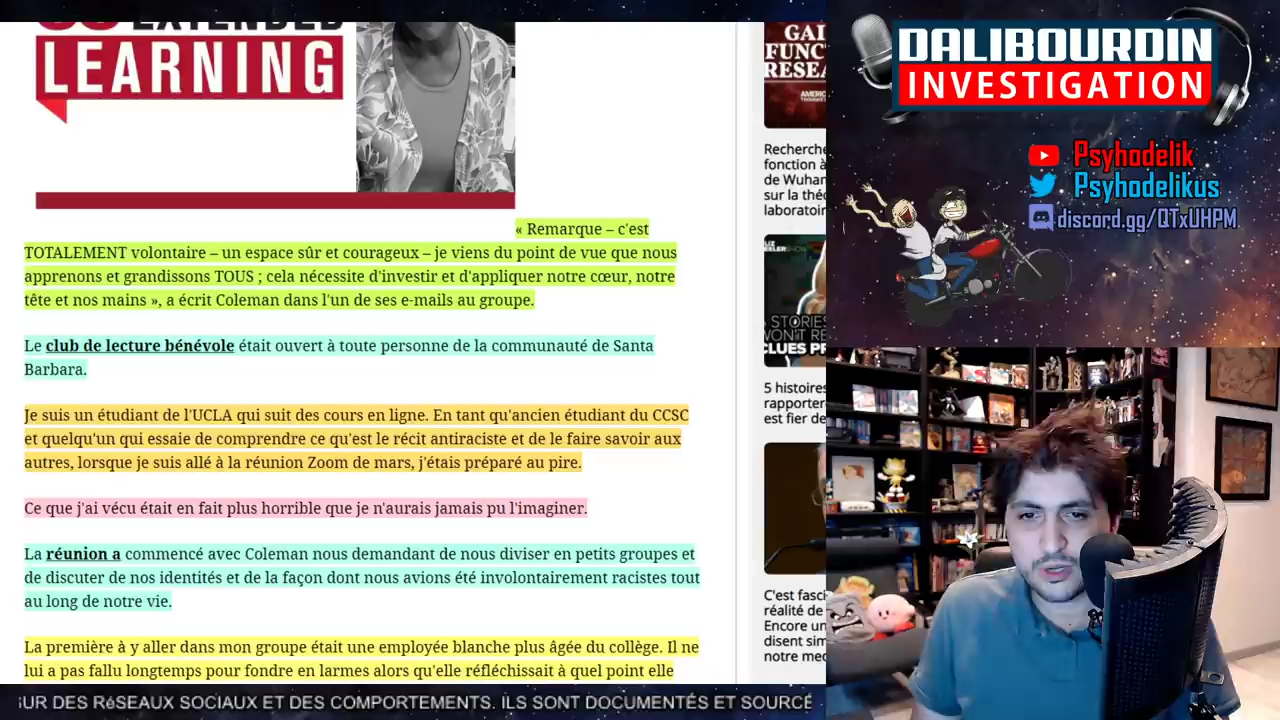 EXTENDED
LEARNING
« Remarque – c'est
TOTALEMENT volontaire – un espace sûr et courageux – je viens du point de vue que nous
apprenons et grandissons TOUS ; cela nécessite d'investir et d'appliquer notre cœur, notre
tête et nos mains », a écrit Coleman dans l'un de ses e-mails au groupe.
Le club de lecture bénévole était ouvert à toute personne de la communauté de Santa
Barbara.
Je suis un étudiant de l'UCLA qui suit des cours en ligne. En tant qu'ancien étudiant du CCSC
et quelqu'un qui essaie de comprendre ce qu'est le récit antiraciste et de le faire savoir aux
autres, lorsque je suis allé à la réunion Zoom de mars, j'étais préparé au pire.
Ce que j'ai vécu était en fait plus horrible que je n'aurais jamais pu l'imaginer.
La réunion a commencé avec Coleman nous demandant de nous diviser en petits groupes et
de discuter de nos identités et de la façon dont nous avions été involontairement racistes tout
au long de notre vie.
La première à y aller dans mon groupe était une employée blanche plus âgée du collège. Il ne
lui a pas fallu longtemps pour fondre en larmes alors qu'elle réfléchissait à quel point elle
GAI
FUNC
RESEA
AMERIC
Recherche
fonction à
de Wuhan
sur la théo
laboratoir
STORIES
WON'T RE
CLUES PR
5 histoires
rapporter
est fier de
C'est fasci
réalité de
Encore un
disent sim
notre med
DALIBOURDIN
INVESTIGATION
Psyhodelik
Psyhodelikus
discord.gg/QTxUHPM
SUR DES RéSEAUX SOCIAUX ET DES COMPORTEMENTS. ILS SONT DOCUMENTÉS ET SOURCÉ